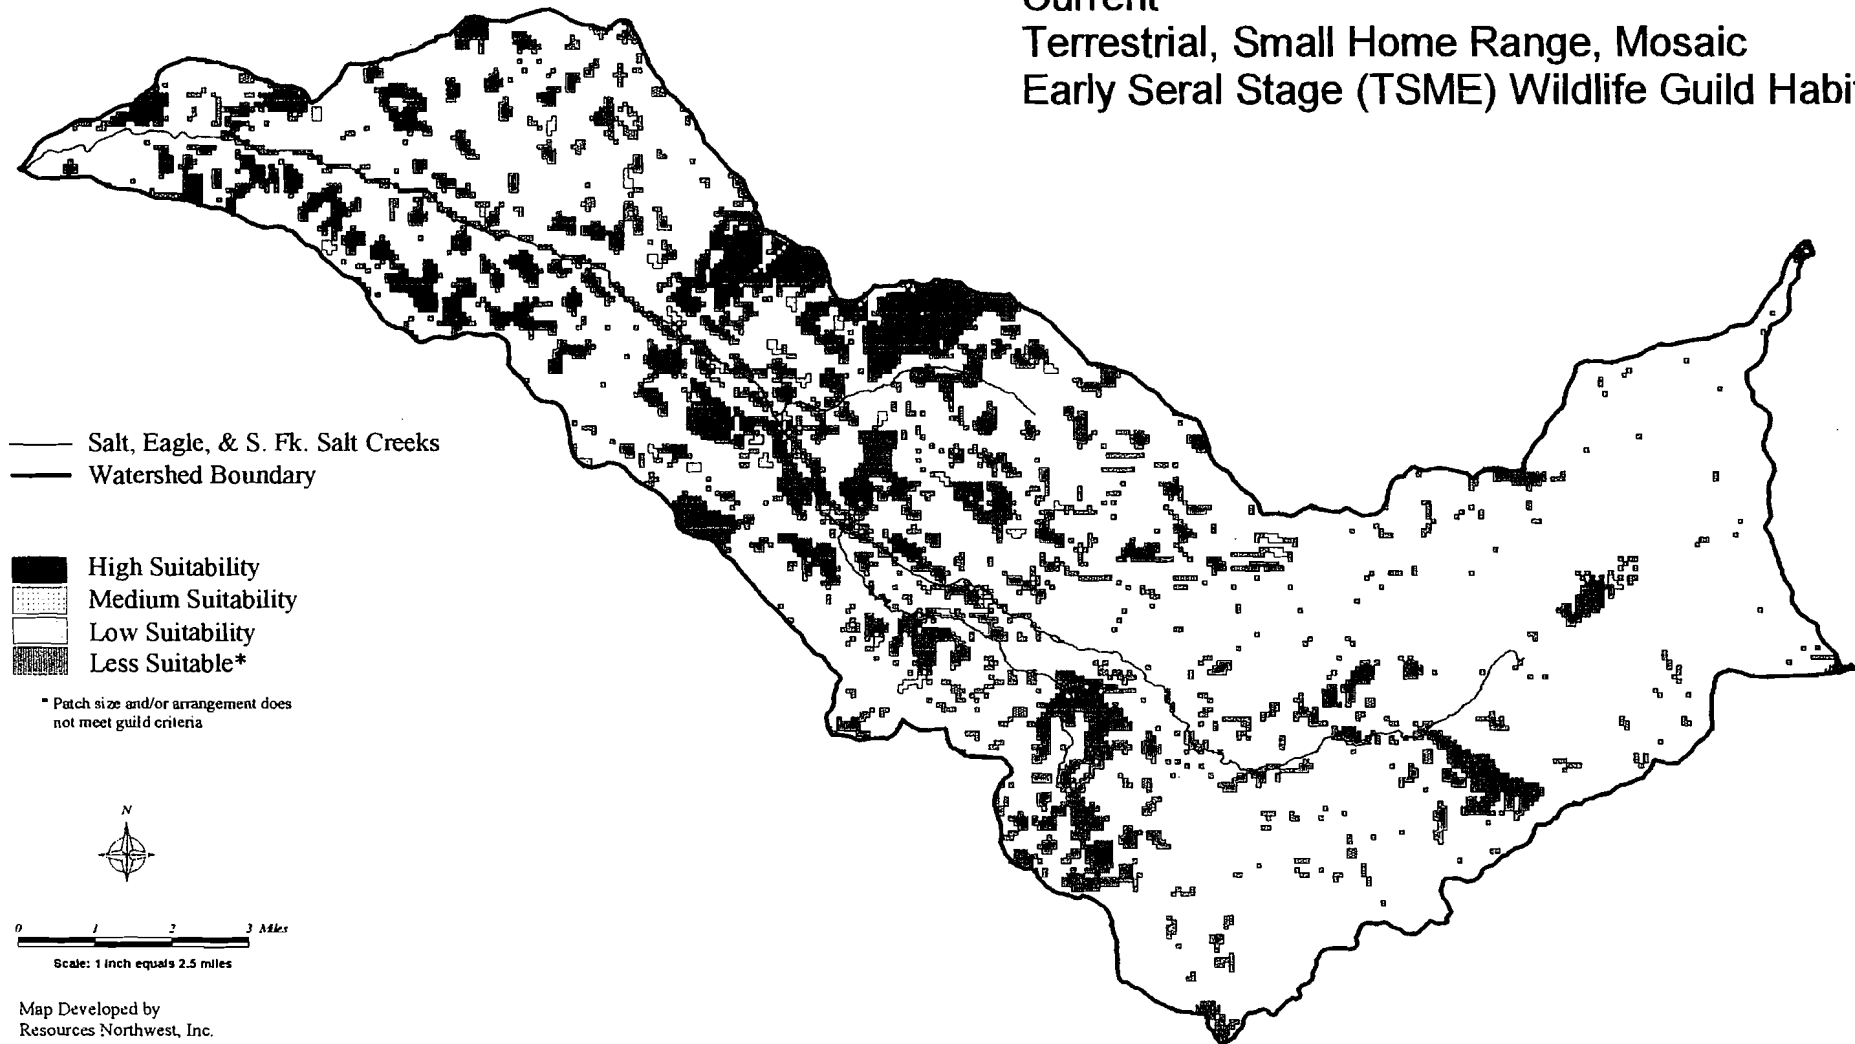 Current
Terrestrial, Small Home Range, Mosaic
Early Seral Stage (TSME) Wildlife Guild
Salt, Eagle, & S. Fk. Salt Creeks
Watershed Boundary
High Suitability
Medium Suitability
Low Suitability
Less Suitable*
* Patch size and/or arrangement does
not meet guild criteria
N
0 1 2 3 Miles
Scale: 1 inch equals 2.5 miles
Map Developed by
Resources Northwest, Inc.